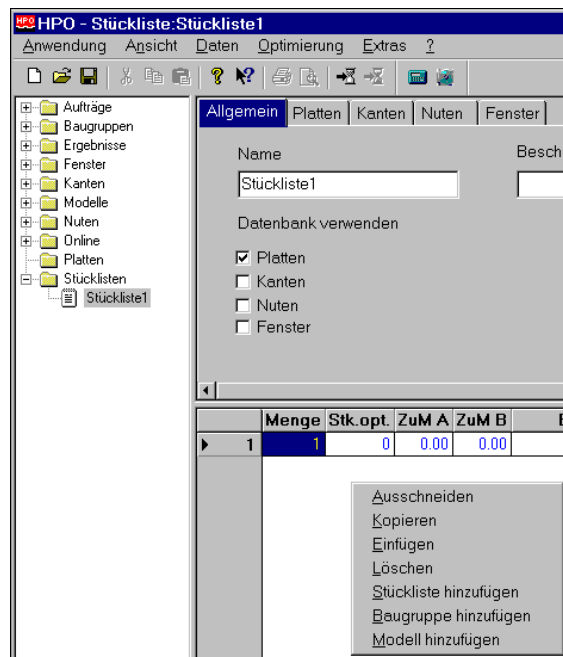 HPO - Stückliste:Stückliste1
Anwendung Ansicht Daten Optimierung Extras ?
Aufträge
Baugruppen
Ergebnisse
Fenster
Kanten
Modelle
Nuten
Online
Platten
Stücklisten
Stückliste1
Allgemein Platten Kanten Nuten Fenster
Name Besch
Stückliste1
Datenbank verwenden
Platten
Kanten
Nuten
Fenster
Menge Stk.opt. ZuM A ZuM B
1 1 0 0.00 0.00
Ausschneiden
Kopieren
Einfügen
Löschen
Stückliste hinzufügen
Baugruppe hinzufügen
Modell hinzufügen